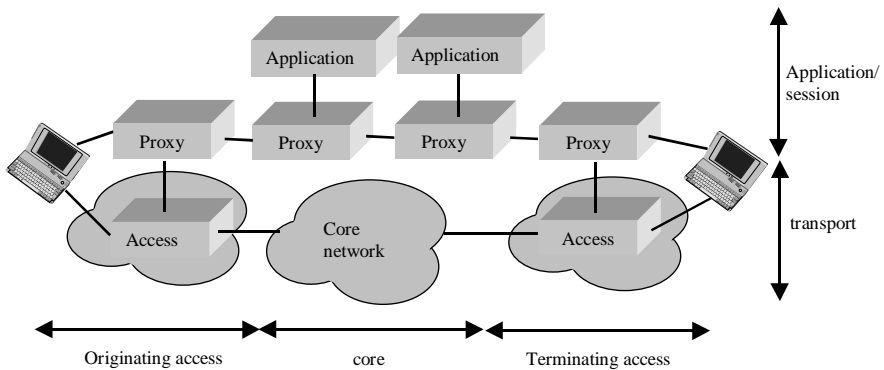 Application
Application
Application/
session
Proxy
Proxy
Proxy
Proxy
Access
Core
network
Access
transport
Originating access
core
Terminating access